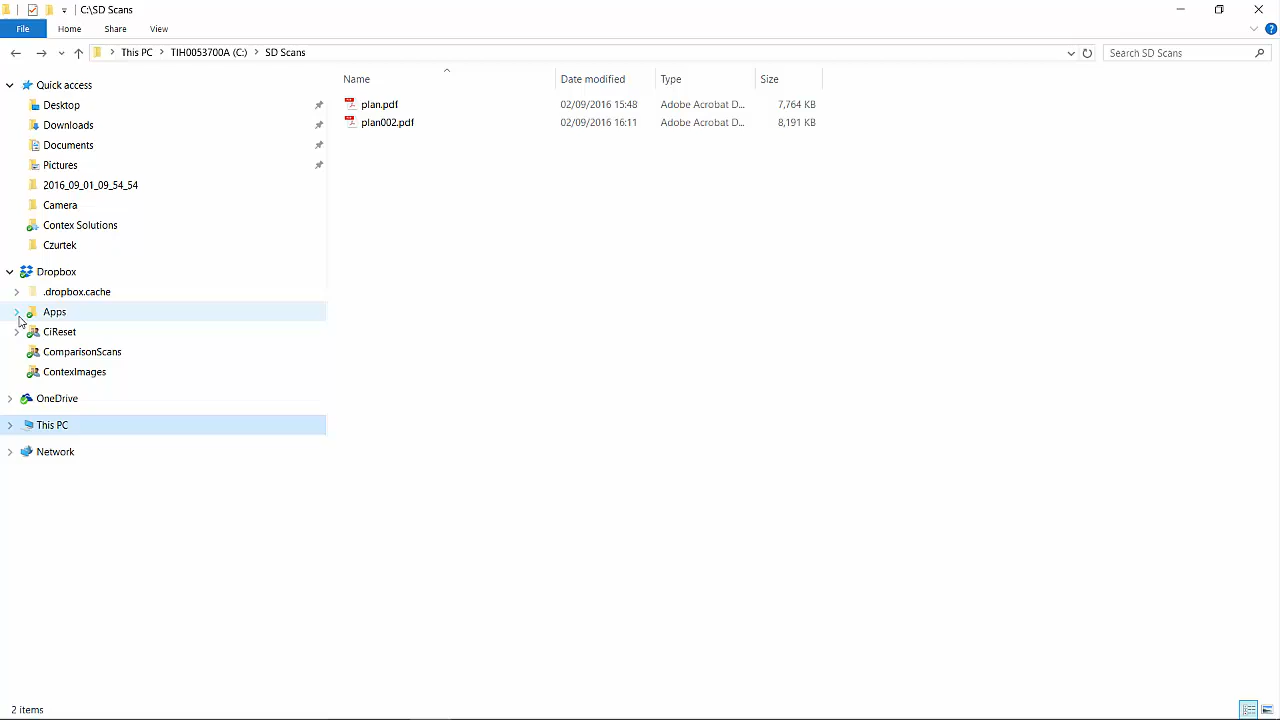 C:\SD Scans
File Home Share View
This PC TIH0053700A (C:) SD Scans
Search SD Scans
Name Date modified Type Size
plan.pdf 02/09/2016 15:48 Adobe Acrobat D... 7,764 KB
plan002.pdf 02/09/2016 16:11 Adobe Acrobat D... 8,191 KB
Quick access
Desktop
Downloads
Documents
Pictures
2016_09_01_09_54_54
Camera
Contex Solutions
Czurtek
Dropbox
.dropbox.cache
Apps
CiReset
ComparisonScans
ContexImages
OneDrive
This PC
Network
2 items